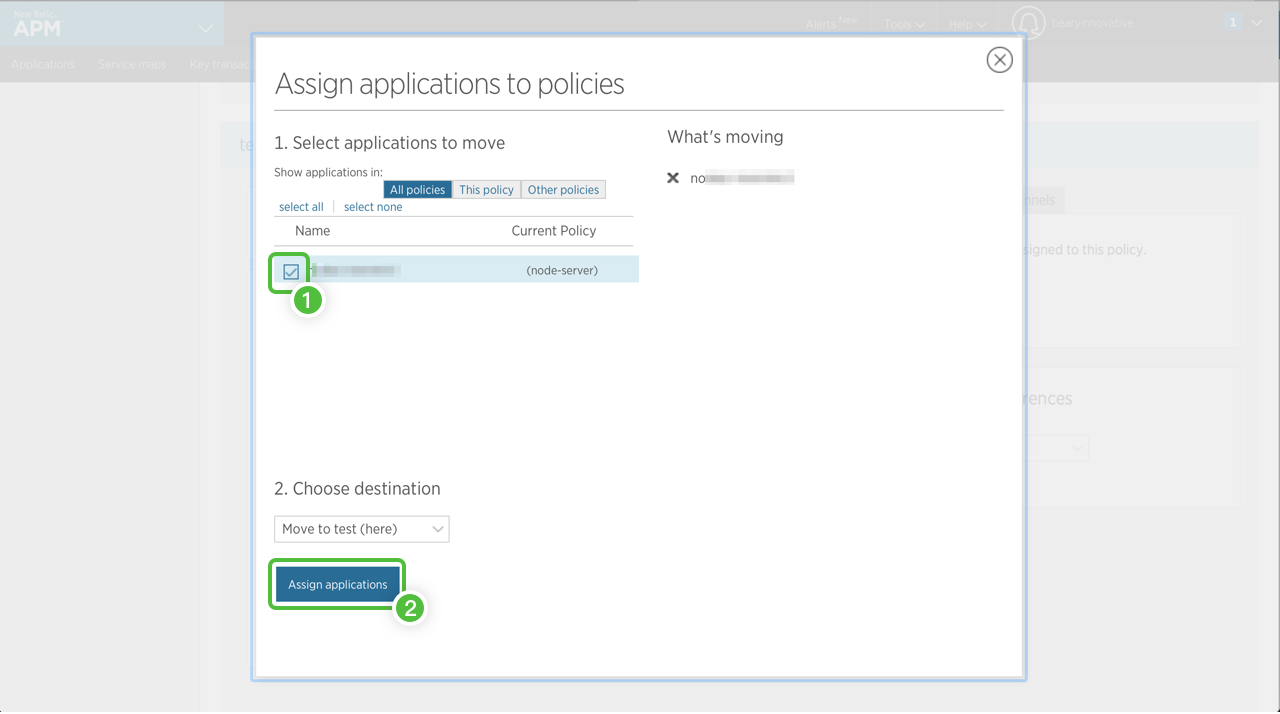 New Relic.
APM
Alerts New
Tools
Help
bearyinnovative
1
Applications
Service maps
Key transac
Assign applications to policies
1. Select applications to move
What's moving
Show applications in:
All policies
This policy
Other policies
no
select all
select none
Name
Current Policy
(node-server)
1
te
nnels
signed to this policy.
rences
2. Choose destination
Move to test (here)
Assign applications
2